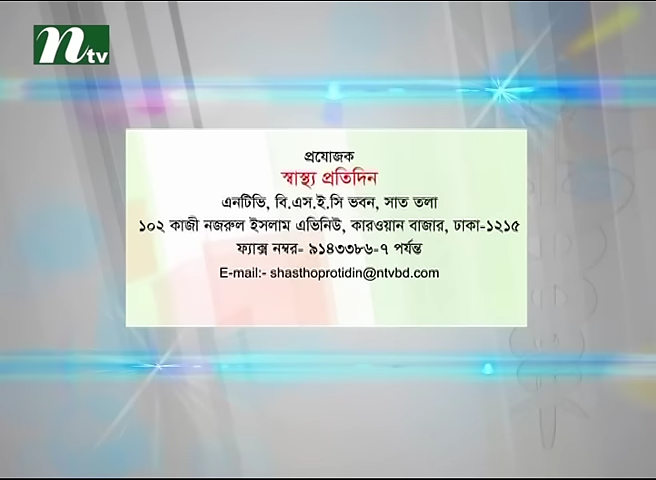 ntv
প্রযোজক
স্বাস্থ্য প্রতিদিন
এনটিভি, বি.এস.ই.সি ভবন, সাত তলা
১০২ কাজী নজরুল ইসলাম এভিনিউ, কারওয়ান বাজার, ঢাকা-১২১৫
ফ্যাক্স নম্বর- ৯১৪৩৩৮৬-৭ পর্যন্ত
E-mail:- shasthoprotidin@ntvbd.com